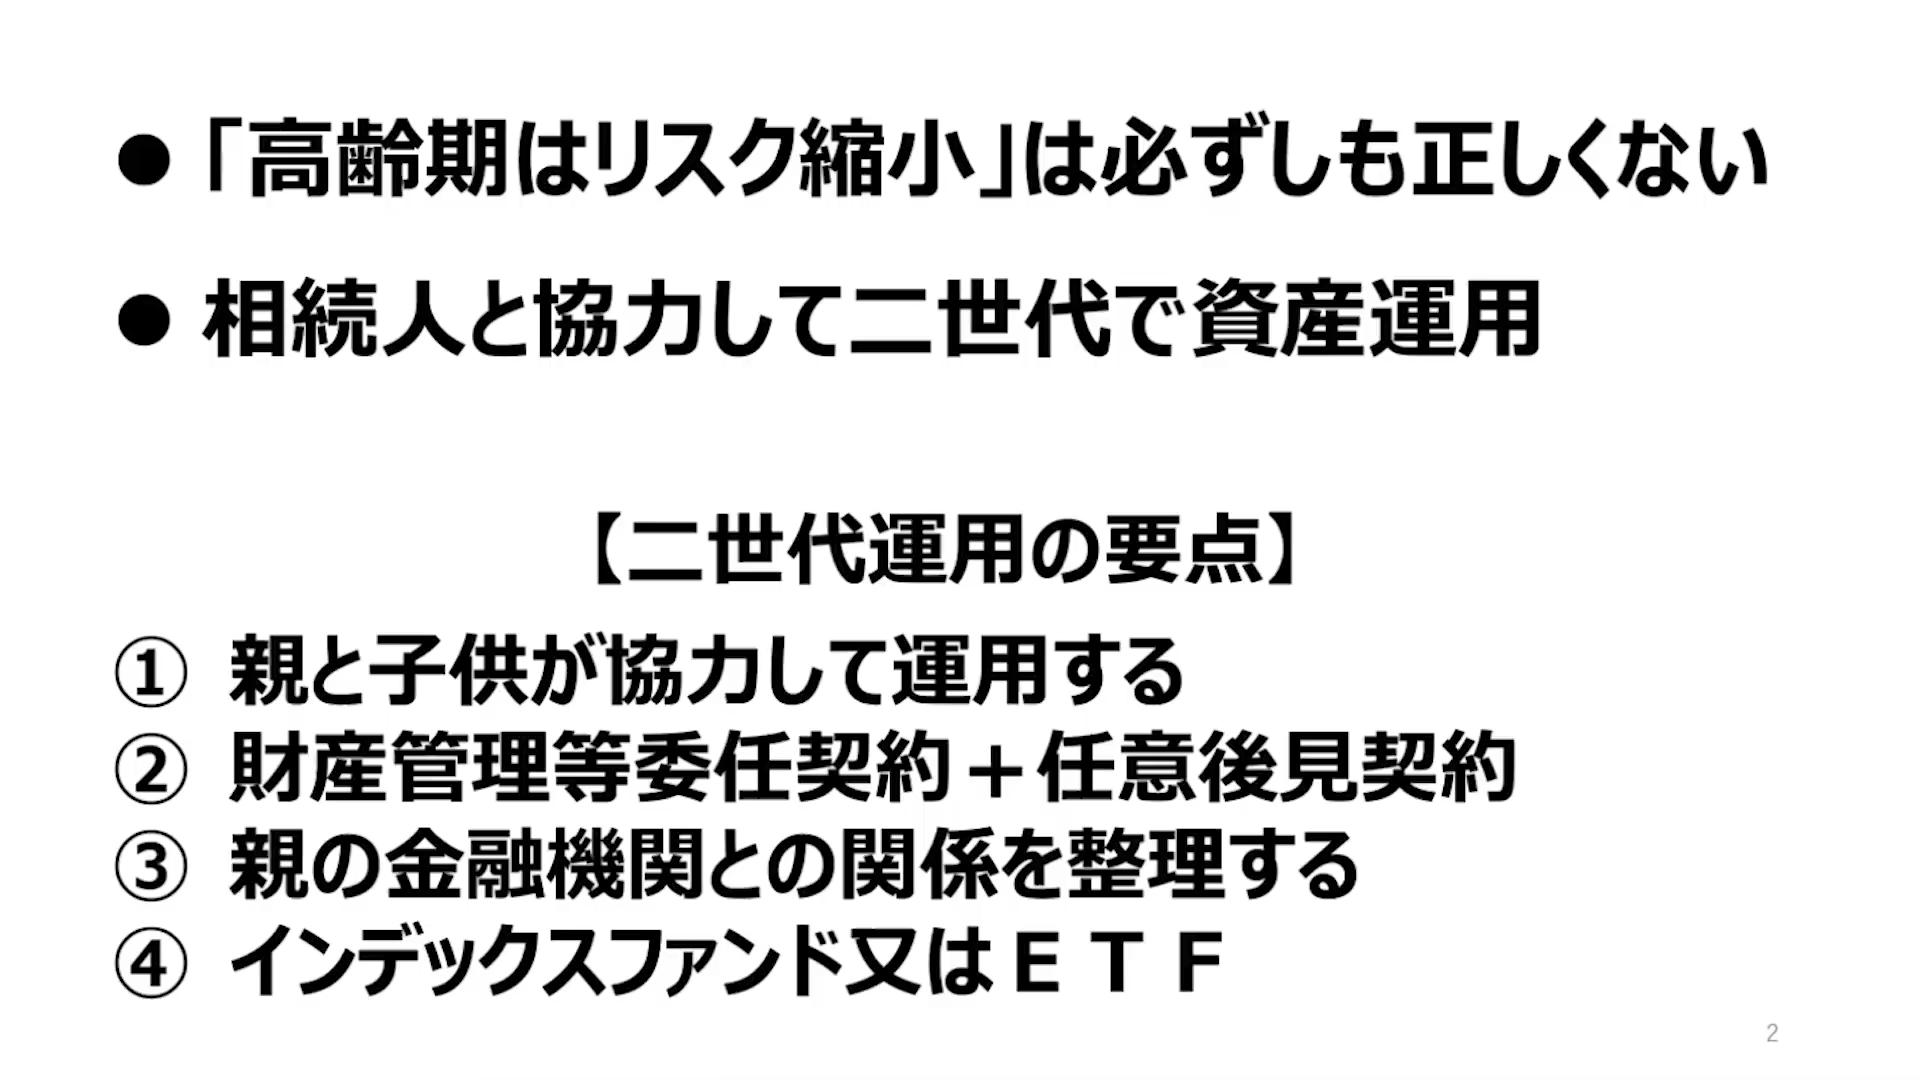 ●「高齢期はリスク縮小」は必ずしも正しくない
● 相続人と協力して二世代で資産運用
【二世代運用の要点】
① 親と子供が協力して運用する
② 財産管理等委任契約＋任意後見契約
③ 親の金融機関との関係を整理する
④ インデックスファンド又はＥＴＦ
2